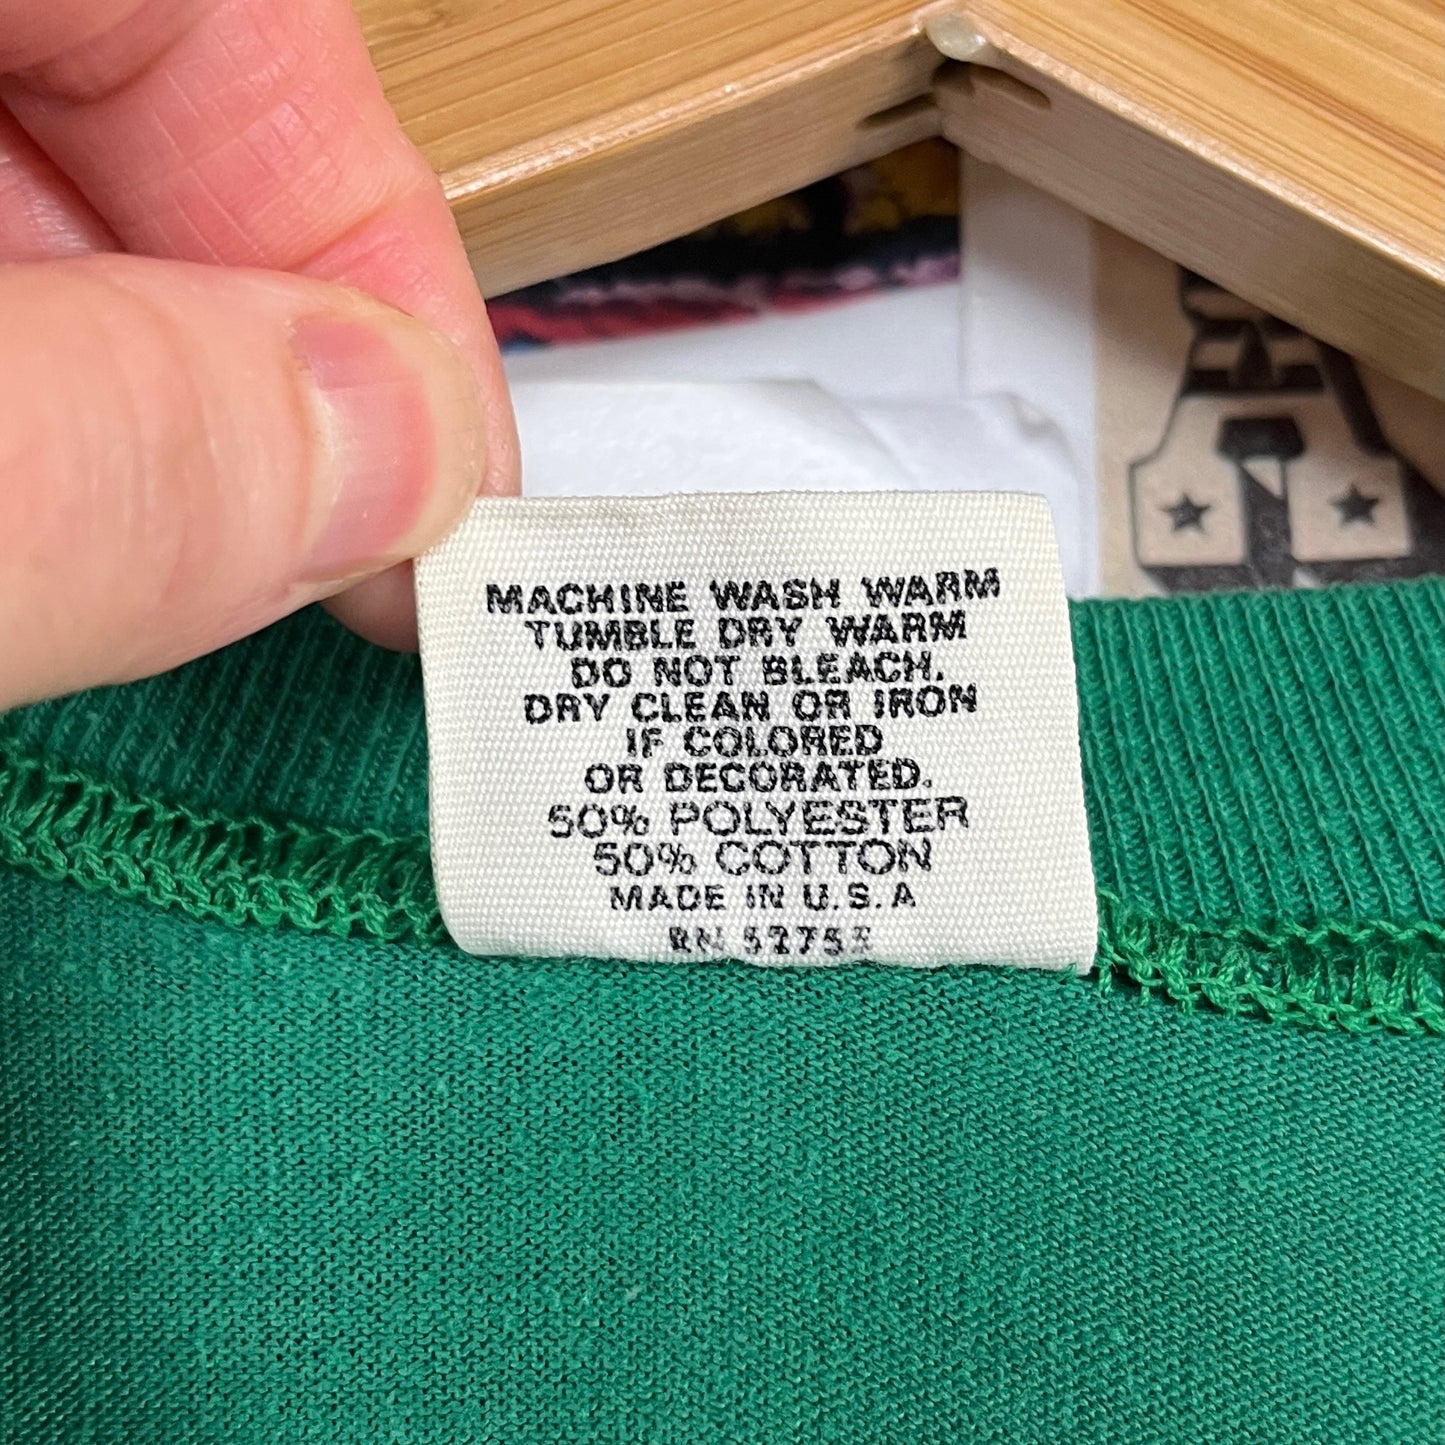 MACHINE WASH WARM
TUMBLE DRY WARM
DO NOT BLEACH.
DRY CLEAN OR IRON
IF COLORED
OR DECORATED.
50% POLYESTER
50% COTTON
MADE IN U.S.A
RN